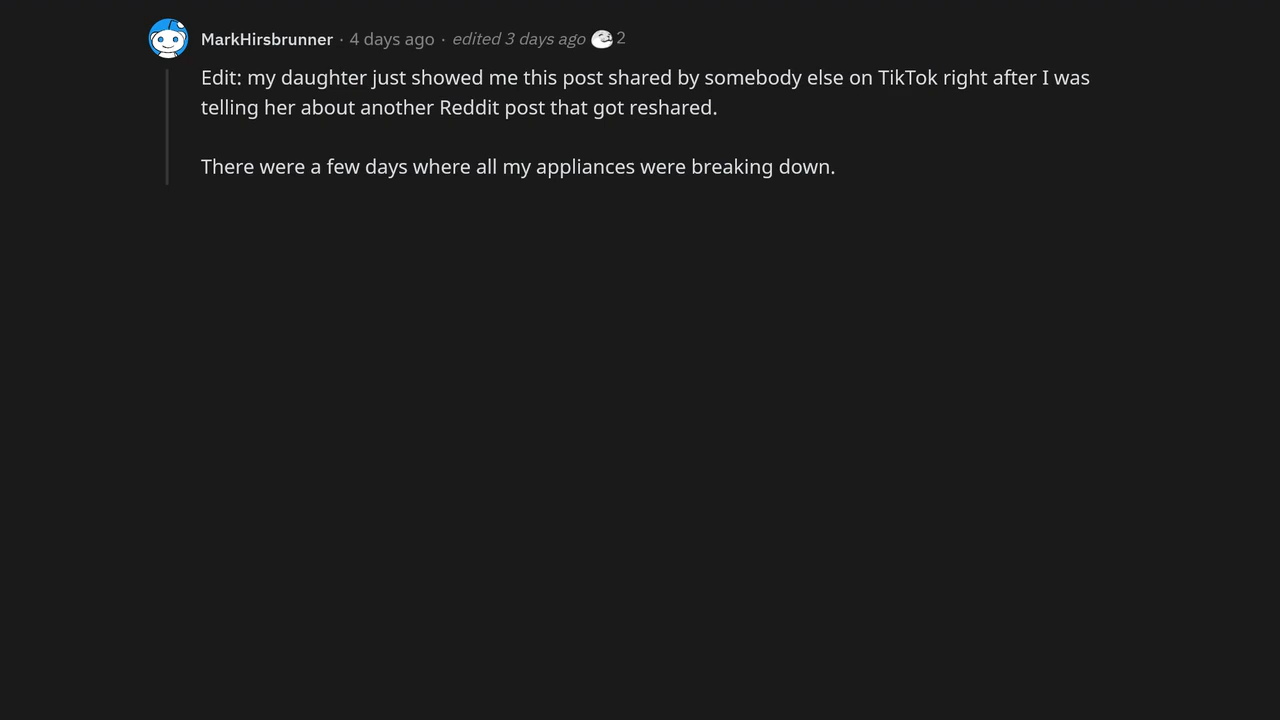 MarkHirsbrunner · 4 days ago · edited 3 days ago 2
Edit: my daughter just showed me this post shared by somebody else on TikTok right after I was
telling her about another Reddit post that got reshared.
There were a few days where all my appliances were breaking down.